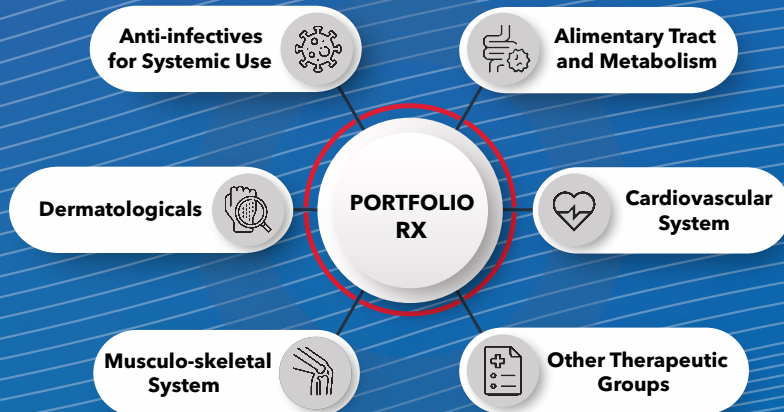 Anti-infectives
for Systemic Use
Alimentary Tract
and Metabolism
Dermatologicals
PORTFOLIO
RX
Cardiovascular
System
Musculo-skeletal
System
Other Therapeutic
Groups